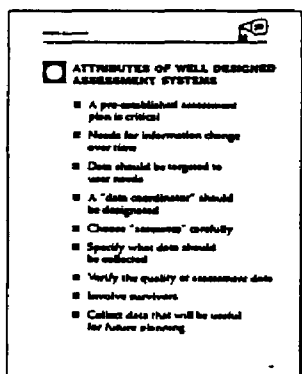 ATTRIBUTES OF WELL DESIGNED
ASSESSMENT SYSTEMS
■ A pre-established assessment
plan is critical
■ Needs for information change
over time
■ Data should be targeted to
user needs
■ A "data coordinator" should
be designated
■ Choose "assessors" carefully
■ Specify what data should
be collected
■ Verify the quality of assessment data
■ Involve survivors
■ Collect data that will be useful
for future planning